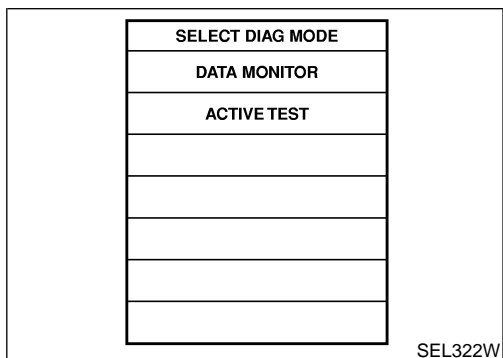 SELECT DIAG MODE
DATA MONITOR
ACTIVE TEST
SEL322W